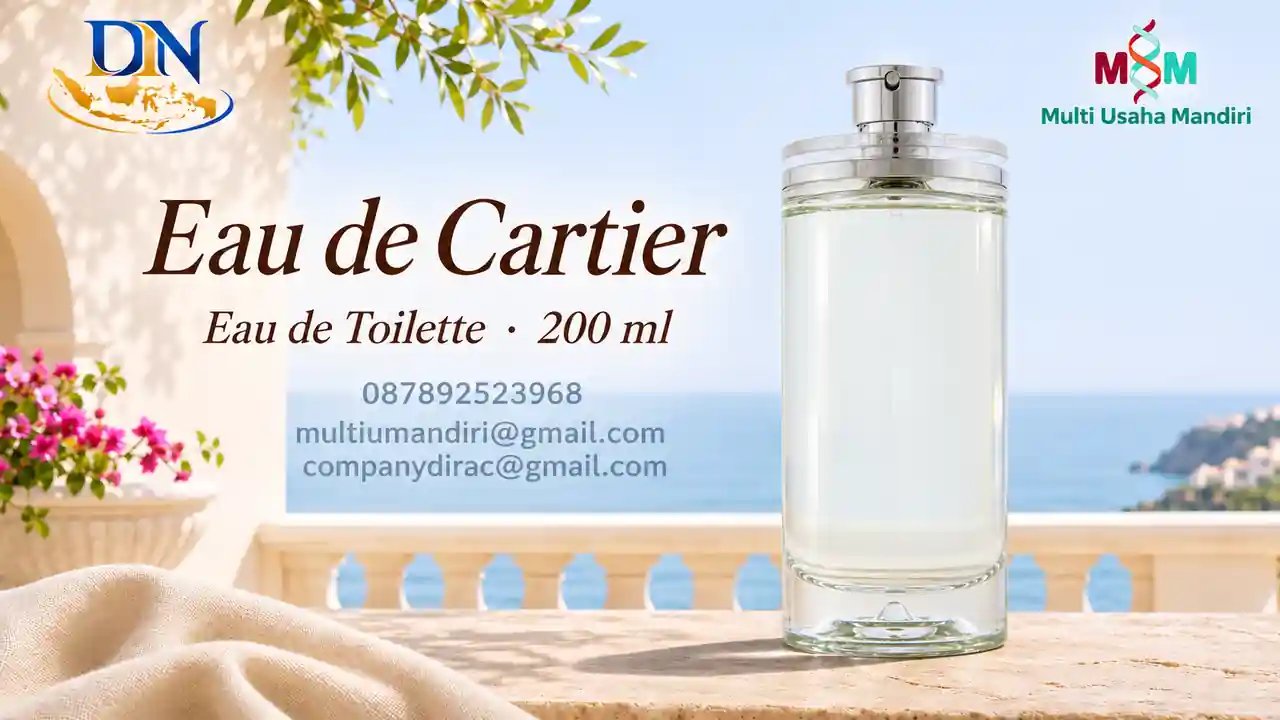 DN
MSM
Multi Usaha Mandiri
Eau de Cartier
Eau de Toilette · 200 ml
087892523968
multiumandiri@gmail.com
companydirac@gmail.com